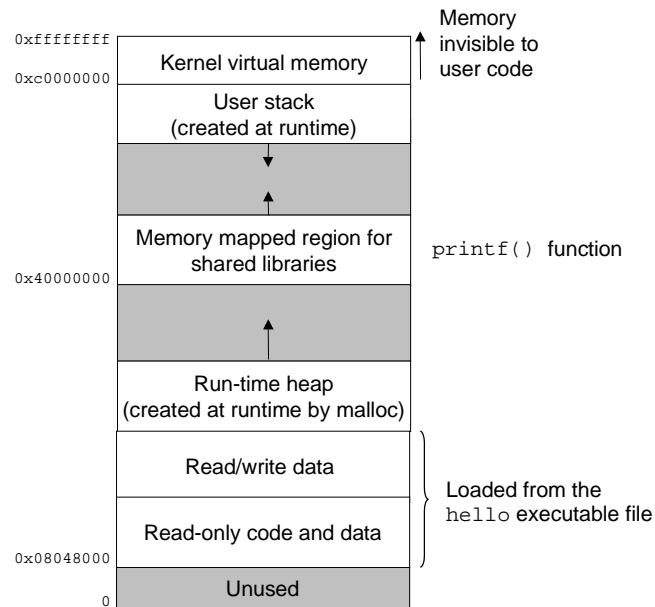 0xffffffff
Memory
invisible to
user code
Kernel virtual memory
0xc0000000
User stack
(created at runtime)
Memory mapped region for
shared libraries
printf() function
0x40000000
Run-time heap
(created at runtime by malloc)
Read/write data
Loaded from the
hello executable file
Read-only code and data
0x08048000
Unused
0